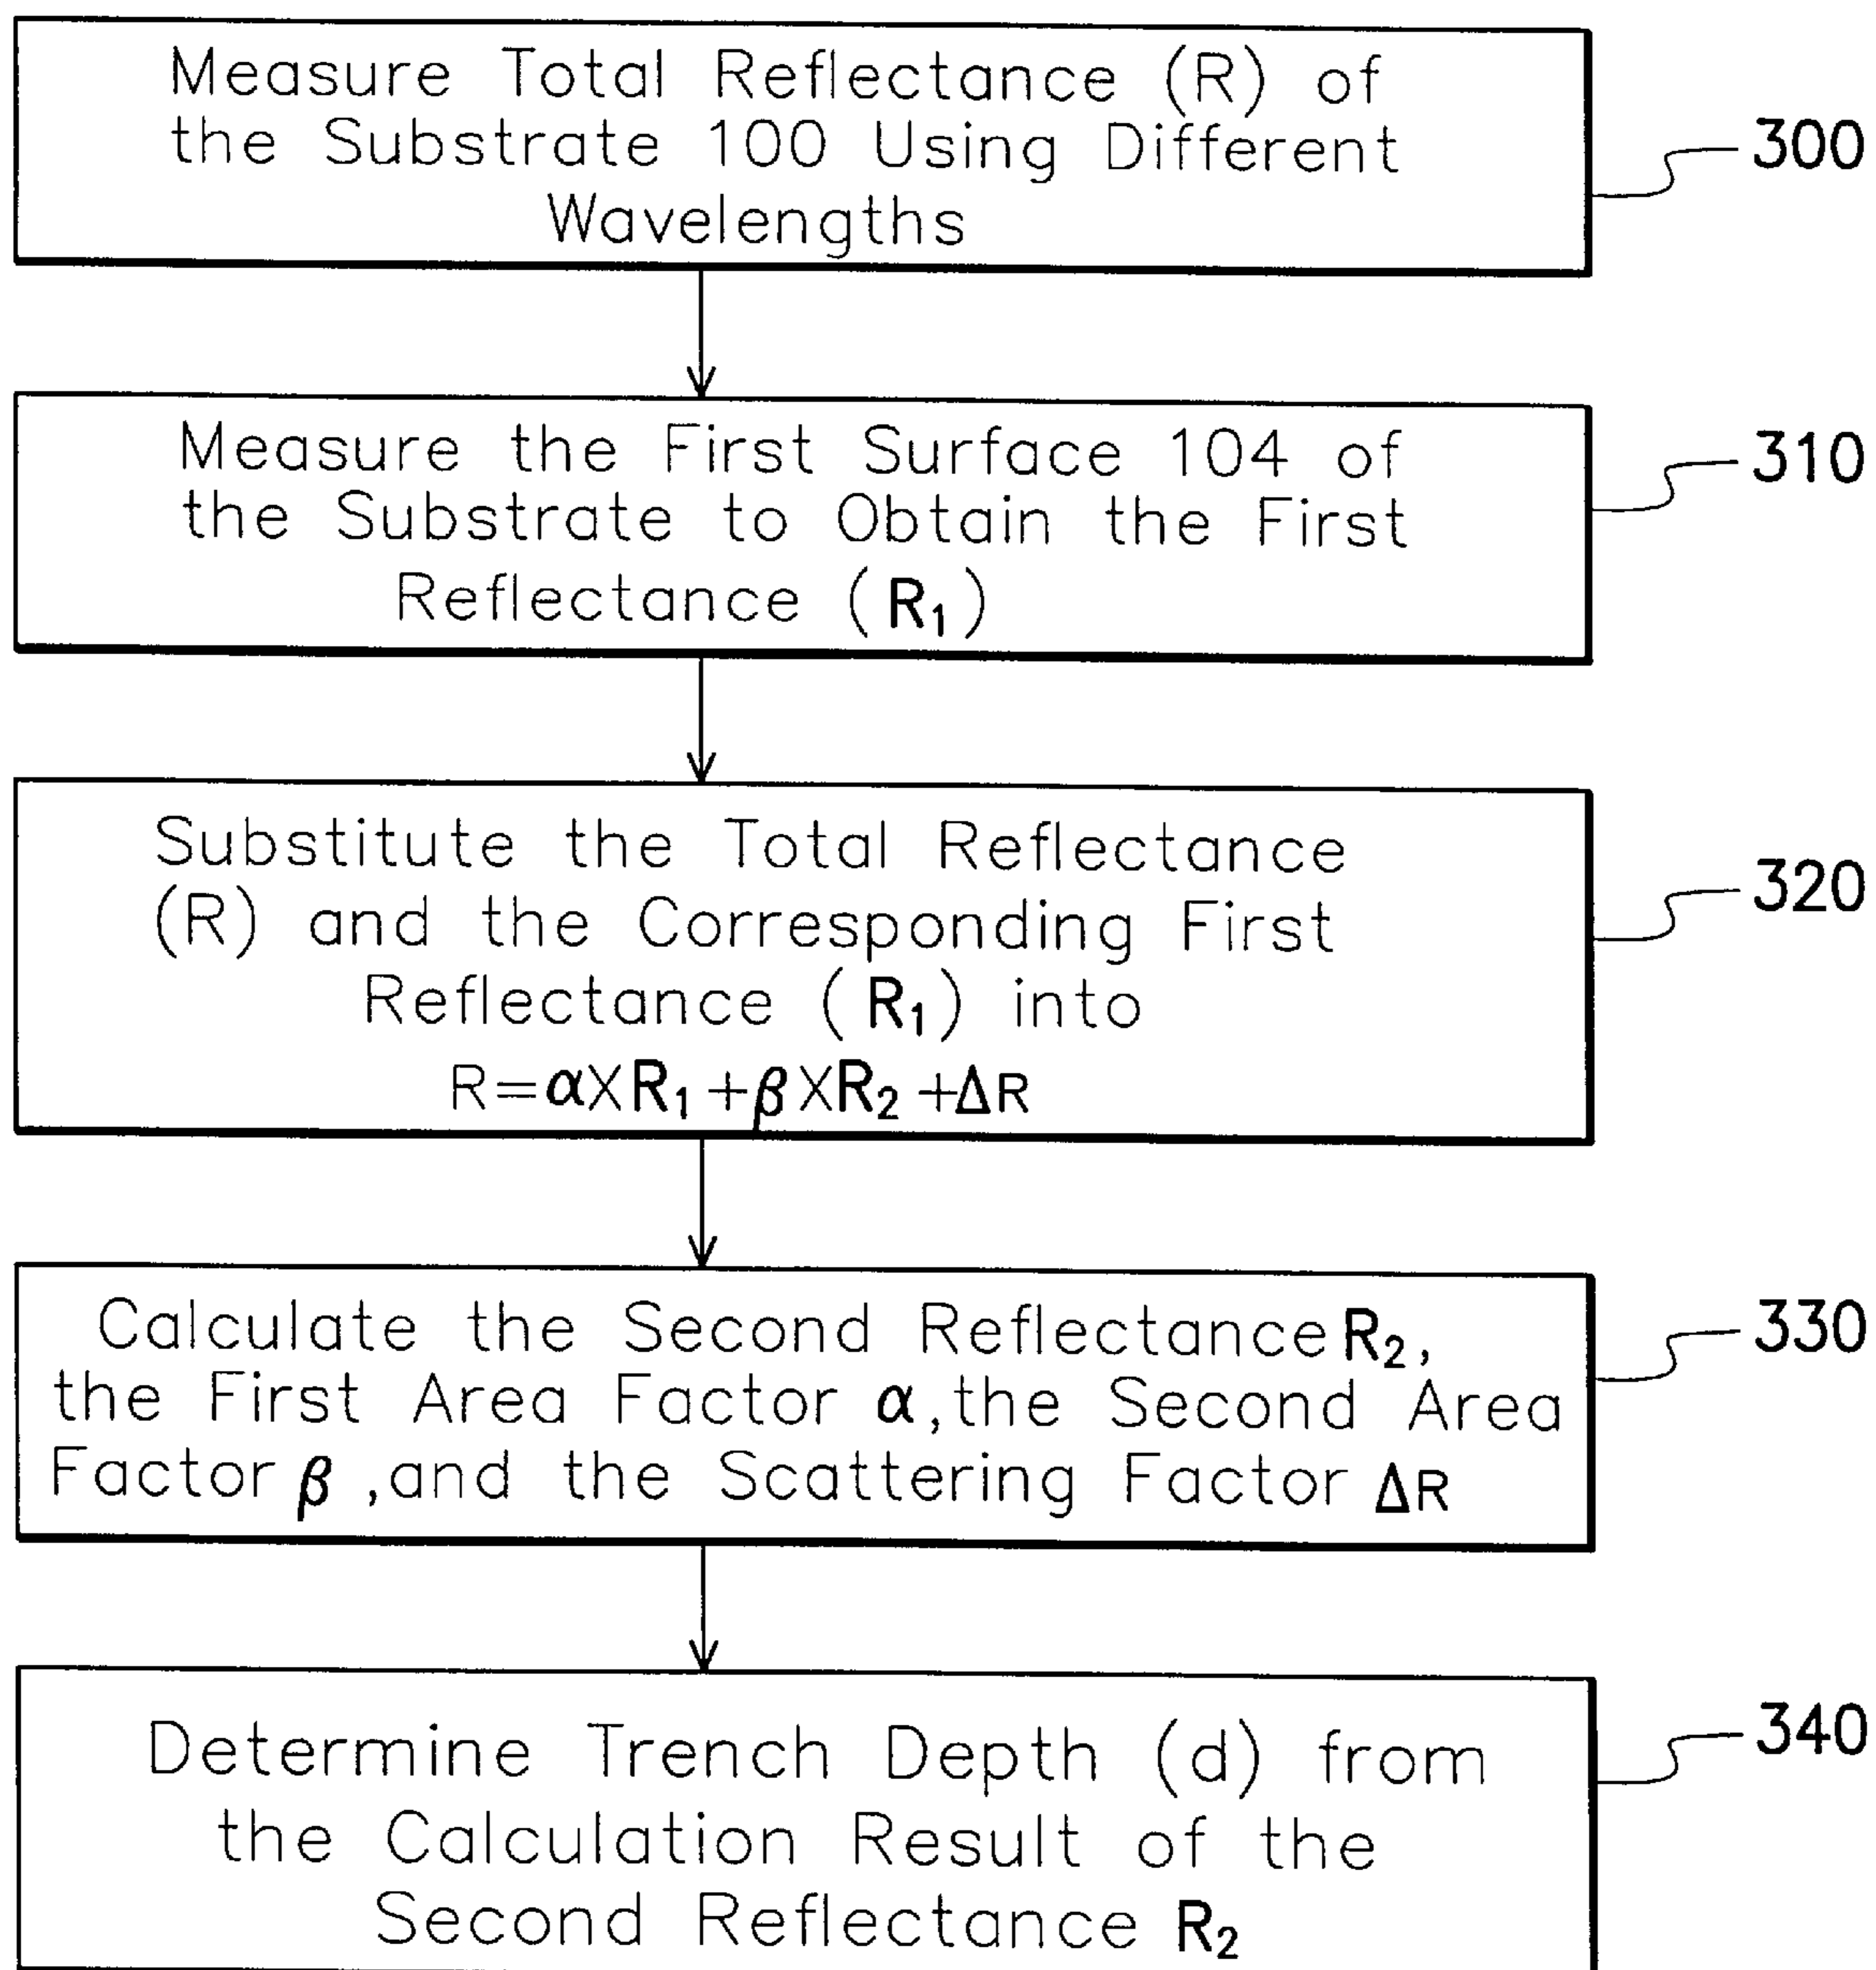 Measure Total Reflectance (R) of
the Substrate 100 Using Different
Wavelengths
300
Measure the First Surface 104 of
the Substrate to Obtain the First
Reflectance (R₁)
310
Substitute the Total Reflectance
(R) and the Corresponding First
Reflectance (R₁) into
R=αXR₁+βXR₂+ΔR
320
Calculate the Second Reflectance R₂,
the First Area Factor α,the Second Area
Factor β ,and the Scattering Factor ΔR
330
Determine Trench Depth (d) from
the Calculation Result of the
Second Reflectance R₂
340